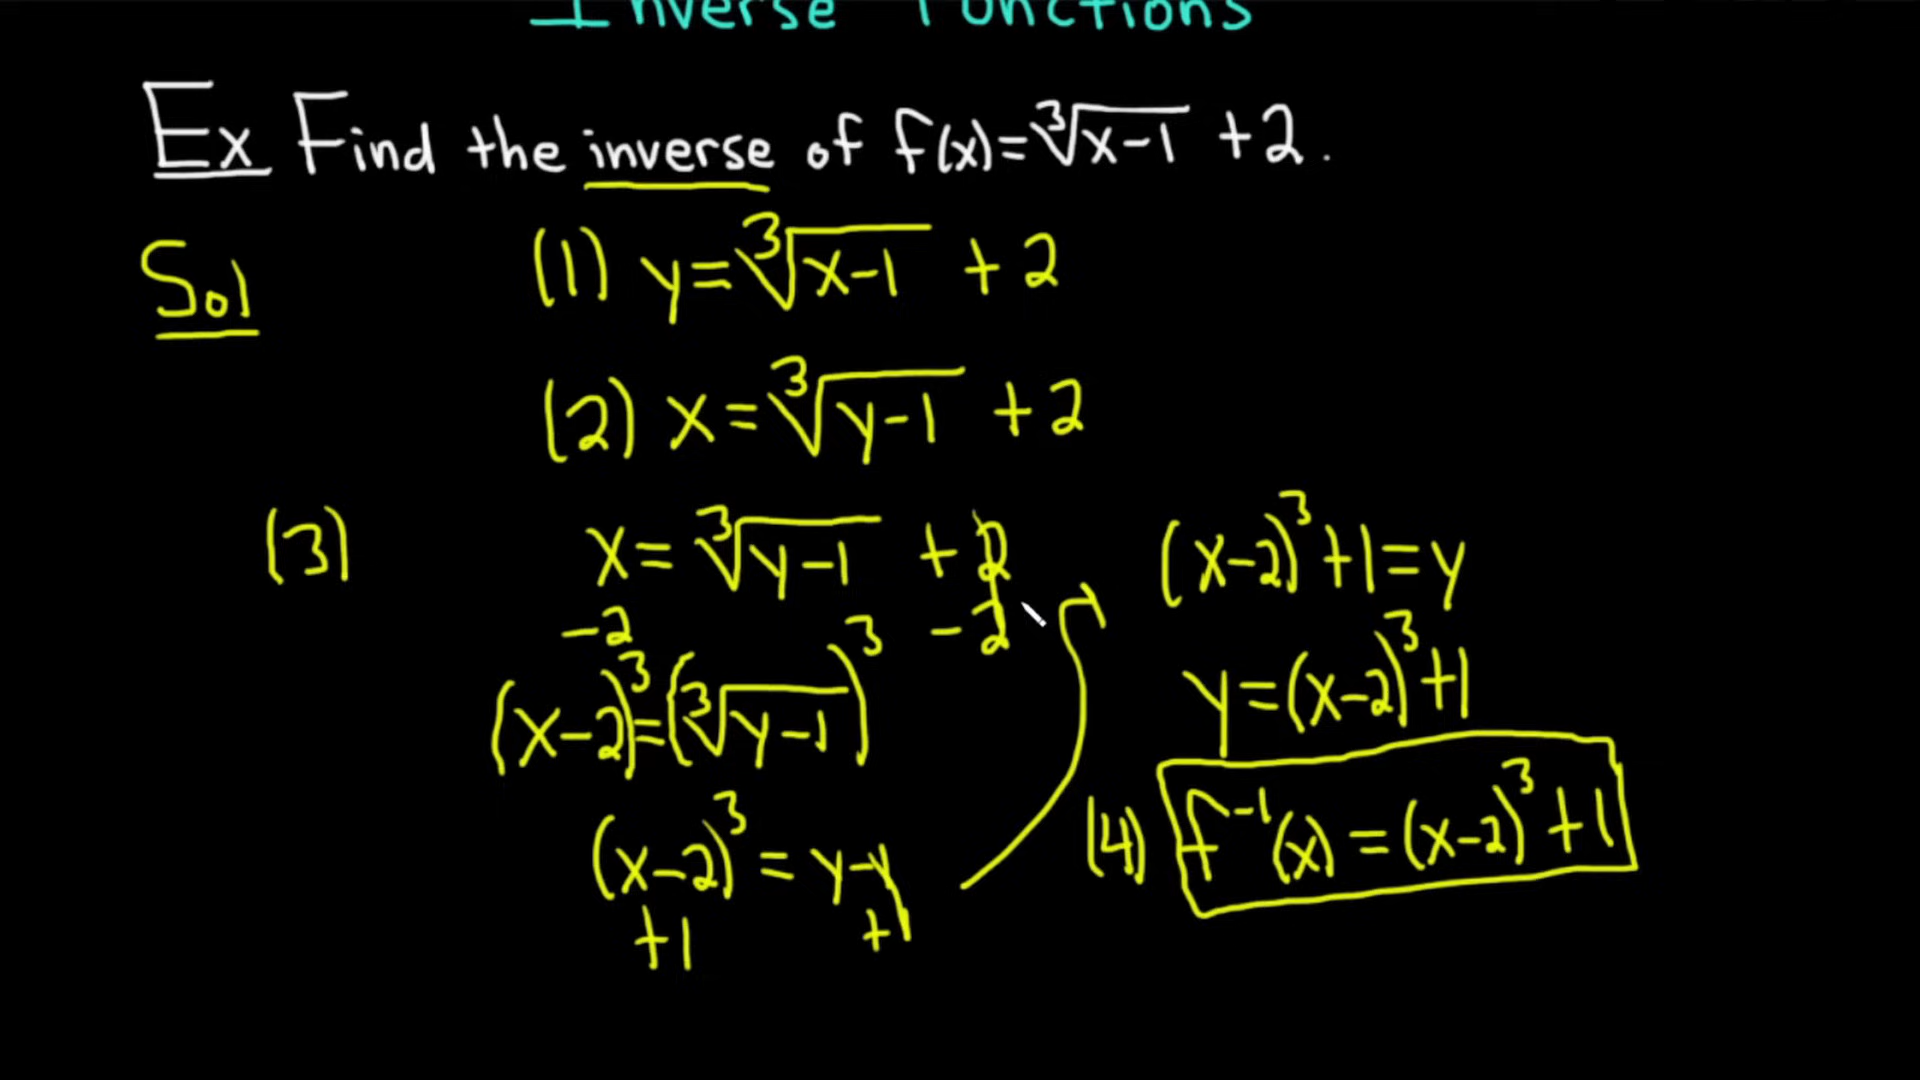 Inverse Functions
Ex Find the inverse of f(x)=∛(x-1) +2.
Sol
(1) y=∛(x-1) +2
(2) x=∛(y-1) +2
(3) x=∛(y-1) +2
-2 -2
(x-2)³=(∛(y-1))³
(x-2)³=y-1
+1 +1
(x-2)³+1=y
y=(x-2)³+1
(4) f⁻¹(x)=(x-2)³+1